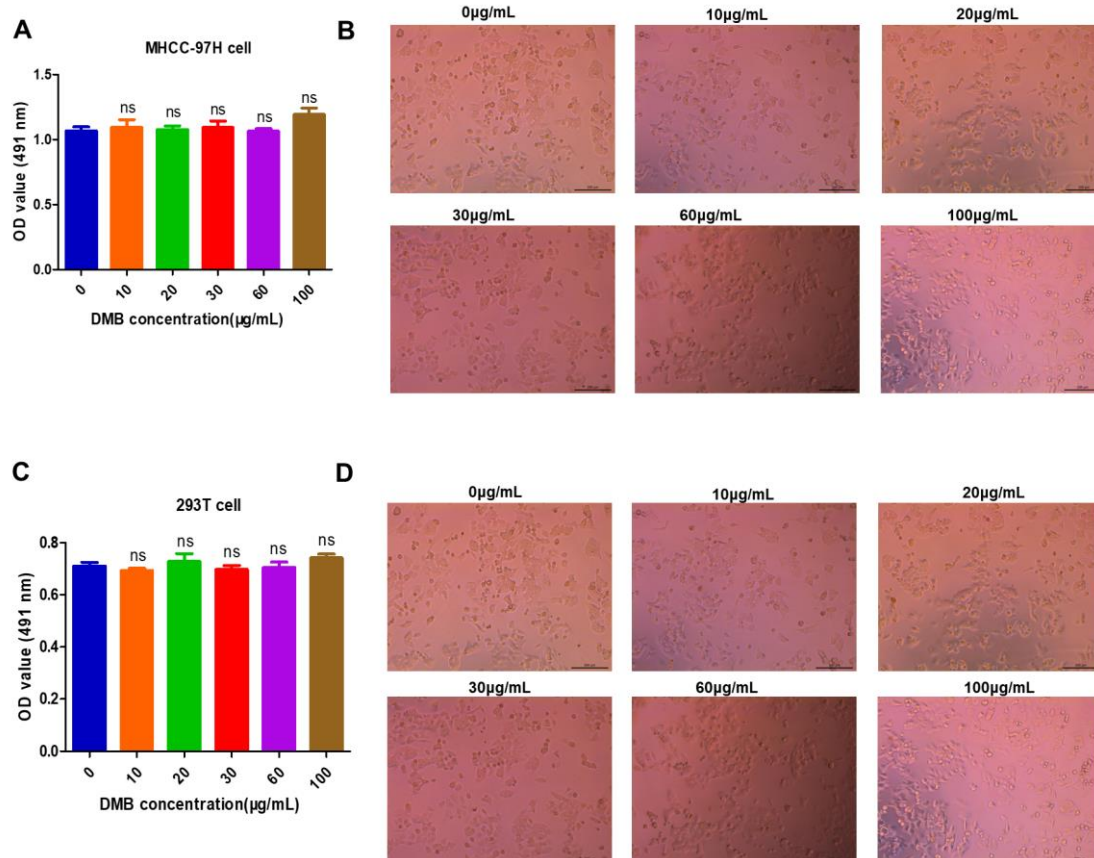 A
MHCC-97H cell
OD value (491 nm)
1.5
1.0
0.5
0.0
ns
ns
ns
ns
ns
0
10
20
30
60
100
DMB concentration(µg/mL)
B
0µg/mL
10µg/mL
20µg/mL
30µg/mL
60µg/mL
100µg/mL
C
293T cell
OD value (491 nm)
0.8
0.6
0.4
0.2
0.0
ns
ns
ns
ns
ns
0
10
20
30
60
100
DMB concentration(µg/mL)
D
0µg/mL
10µg/mL
20µg/mL
30µg/mL
60µg/mL
100µg/mL